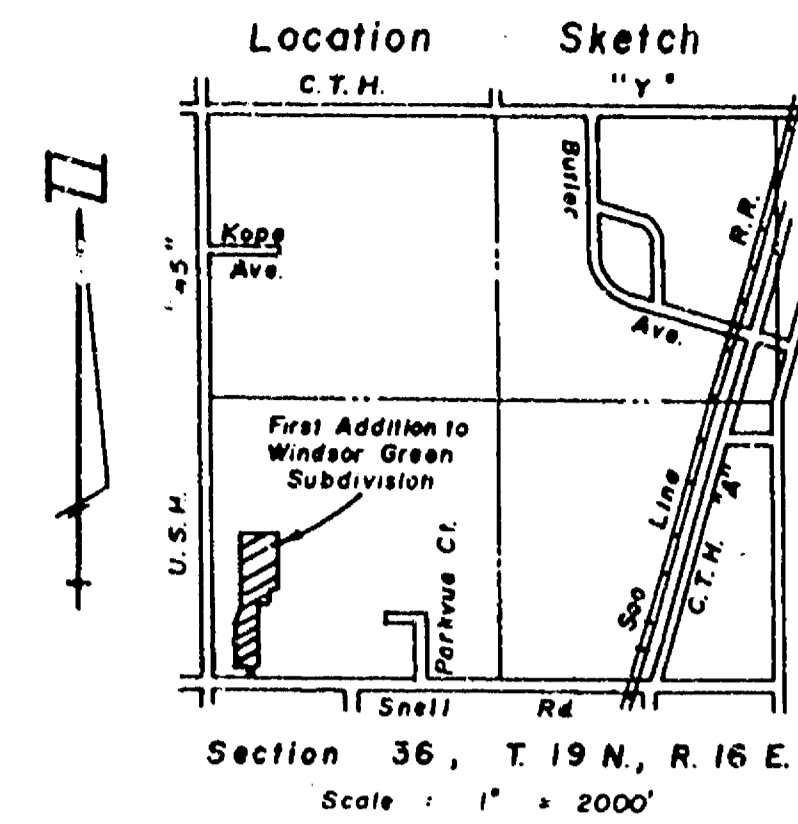 Location Sketch
C. T. H. "Y"
Butler
R.R.
Kope
Ave.
Ave.
First Addition to
Windsor Green
Subdivision
U. S. H.
Line
"A"
Parkvue Ct.
Soo
C. T. H.
Snell Rd.
Section 36, T. 19 N., R. 16 E.
Scale : 1" = 2000'